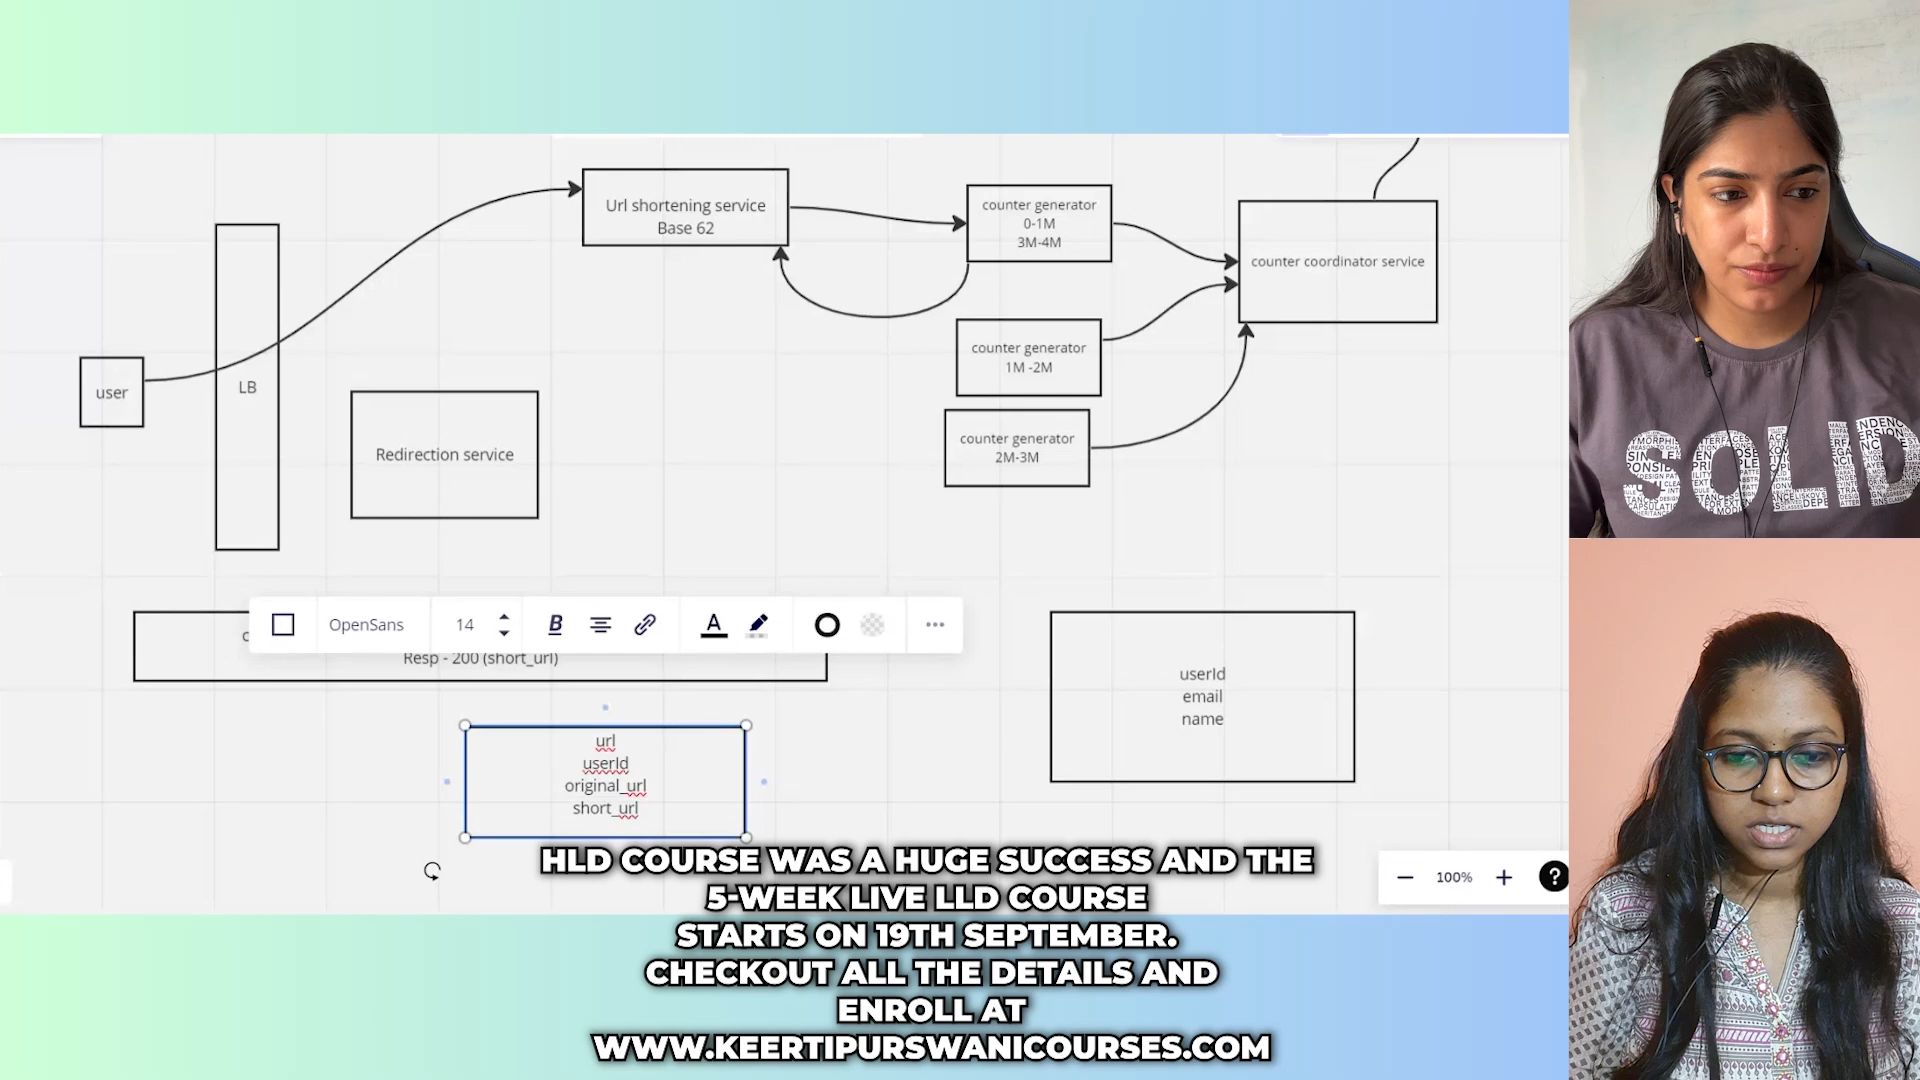 Url shortening service
Base 62
counter generator
0-1M
3M-4M
counter coordinator service
counter generator
1M -2M
user
LB
Redirection service
counter generator
2M-3M
OpenSans
14
B
A
Resp - 200 (short_url)
userId
email
name
url
userId
original_url
short_url
100%
?
SOLID
HLD COURSE WAS A HUGE SUCCESS AND THE
5-WEEK LIVE LLD COURSE
STARTS ON 19TH SEPTEMBER.
CHECKOUT ALL THE DETAILS AND
ENROLL AT
WWW.KEERTIPURSWANICOURSES.COM